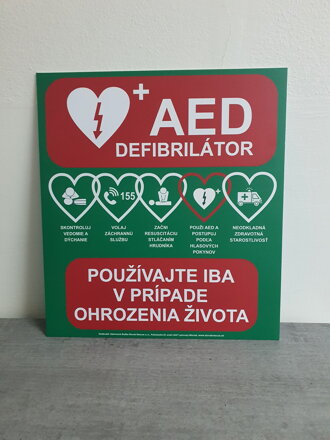 AED
DEFIBRILÁTOR
155
SKONTROLUJ
VEDOMIE A
DÝCHANIE
VOLAJ
ZÁCHRANNÚ
SLUŽBU
ZAČNI
RESUSCITÁCIU
STLÁČANÍM
HRUDNÍKA
POUŽI AED A
POSTUPUJ
PODĽA
HLASOVÝCH
POKYNOV
NEODKLADNÁ
ZDRAVOTNÁ
STAROSTLIVOSŤ
POUŽÍVAJTE IBA
V PRÍPADE
OHROZENIA ŽIVOTA